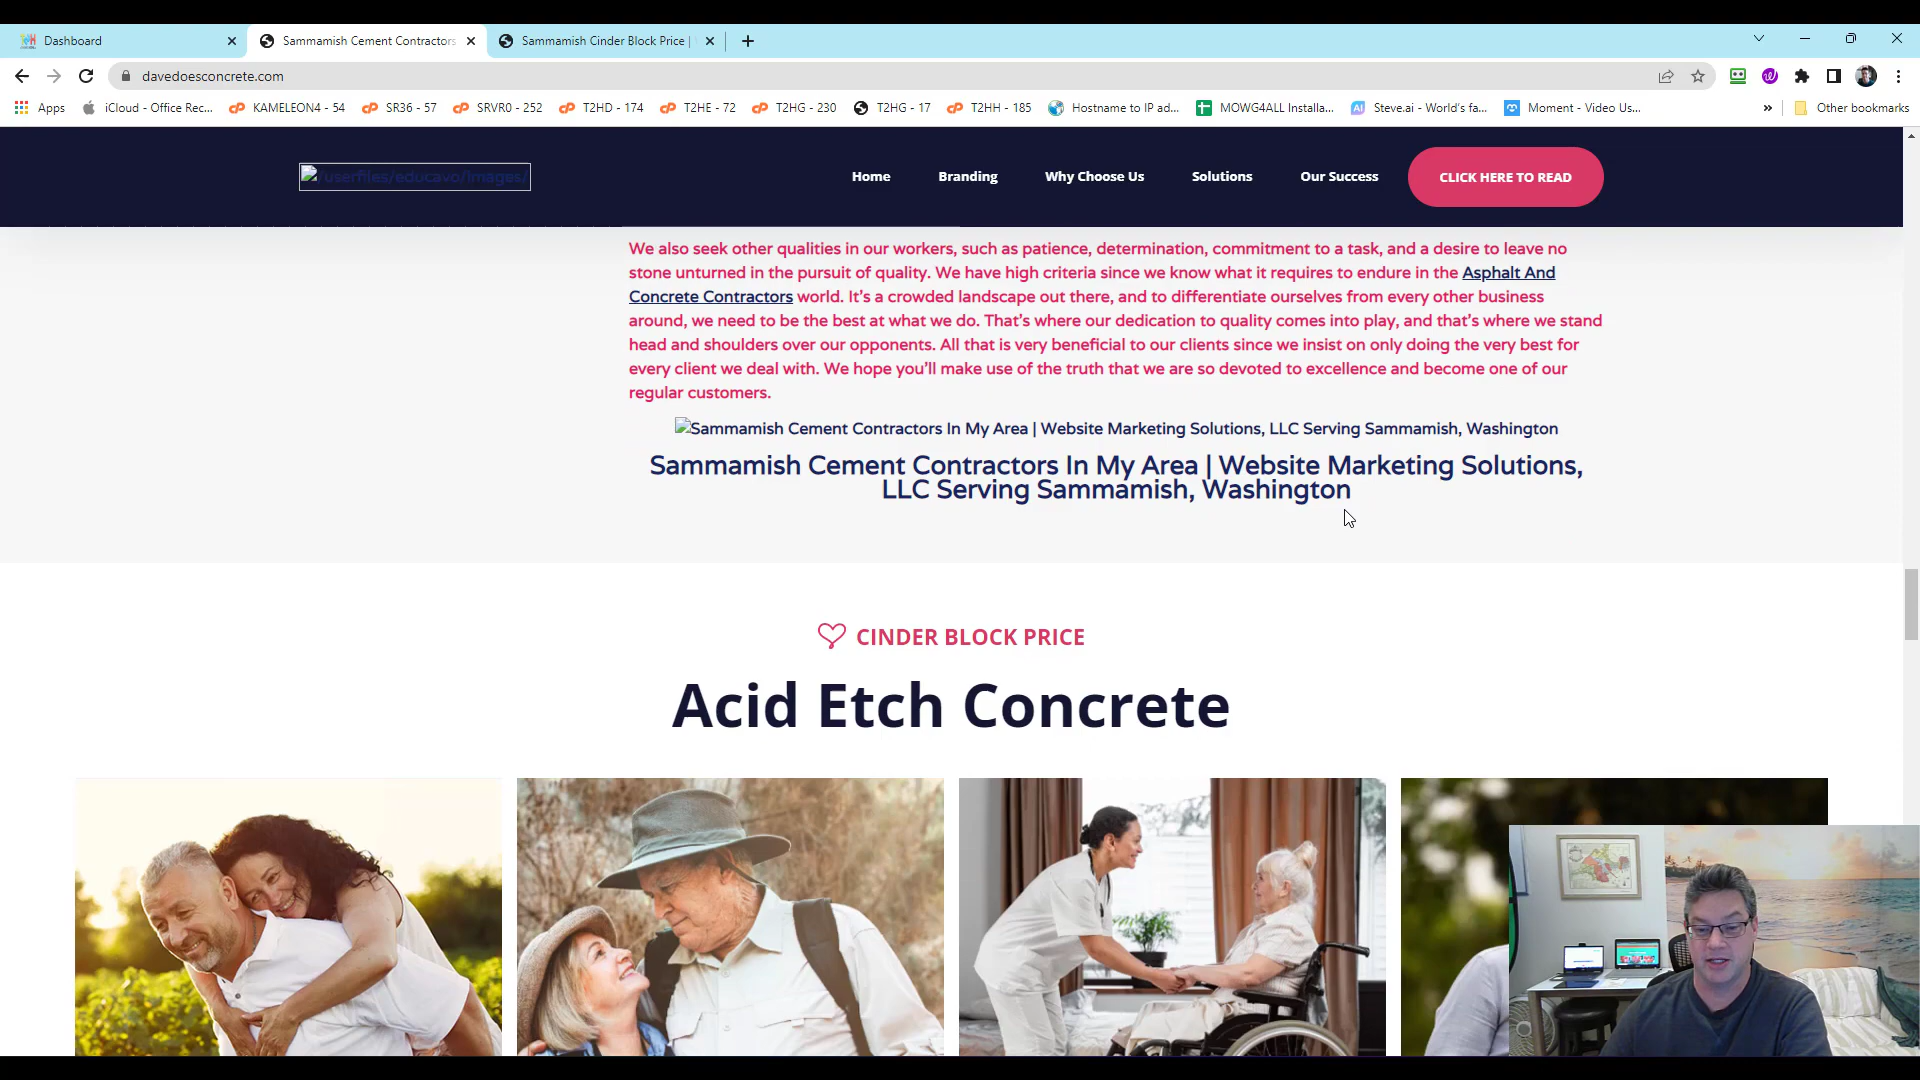 Dashboard
Sammamish Cement Contractors
Sammamish Cinder Block Price |
davedoesconcrete.com
Apps
iCloud - Office Rec...
KAMELEON4 - 54
SR36 - 57
SRVR0 - 252
T2HD - 174
T2HE - 72
T2HG - 230
T2HG - 17
T2HH - 185
Hostname to IP ad...
MOWG4ALL Installa...
Steve.ai - World's fa...
Moment - Video Us...
Other bookmarks
/userfiles/educavo/images/
Home
Branding
Why Choose Us
Solutions
Our Success
CLICK HERE TO READ
We also seek other qualities in our workers, such as patience, determination, commitment to a task, and a desire to leave no
stone unturned in the pursuit of quality. We have high criteria since we know what it requires to endure in the Asphalt And
Concrete Contractors world. It's a crowded landscape out there, and to differentiate ourselves from every other business
around, we need to be the best at what we do. That's where our dedication to quality comes into play, and that's where we stand
head and shoulders over our opponents. All that is very beneficial to our clients since we insist on only doing the very best for
every client we deal with. We hope you'll make use of the truth that we are so devoted to excellence and become one of our
regular customers.
Sammamish Cement Contractors In My Area | Website Marketing Solutions, LLC Serving Sammamish, Washington
Sammamish Cement Contractors In My Area | Website Marketing Solutions,
LLC Serving Sammamish, Washington
CINDER BLOCK PRICE
Acid Etch Concrete